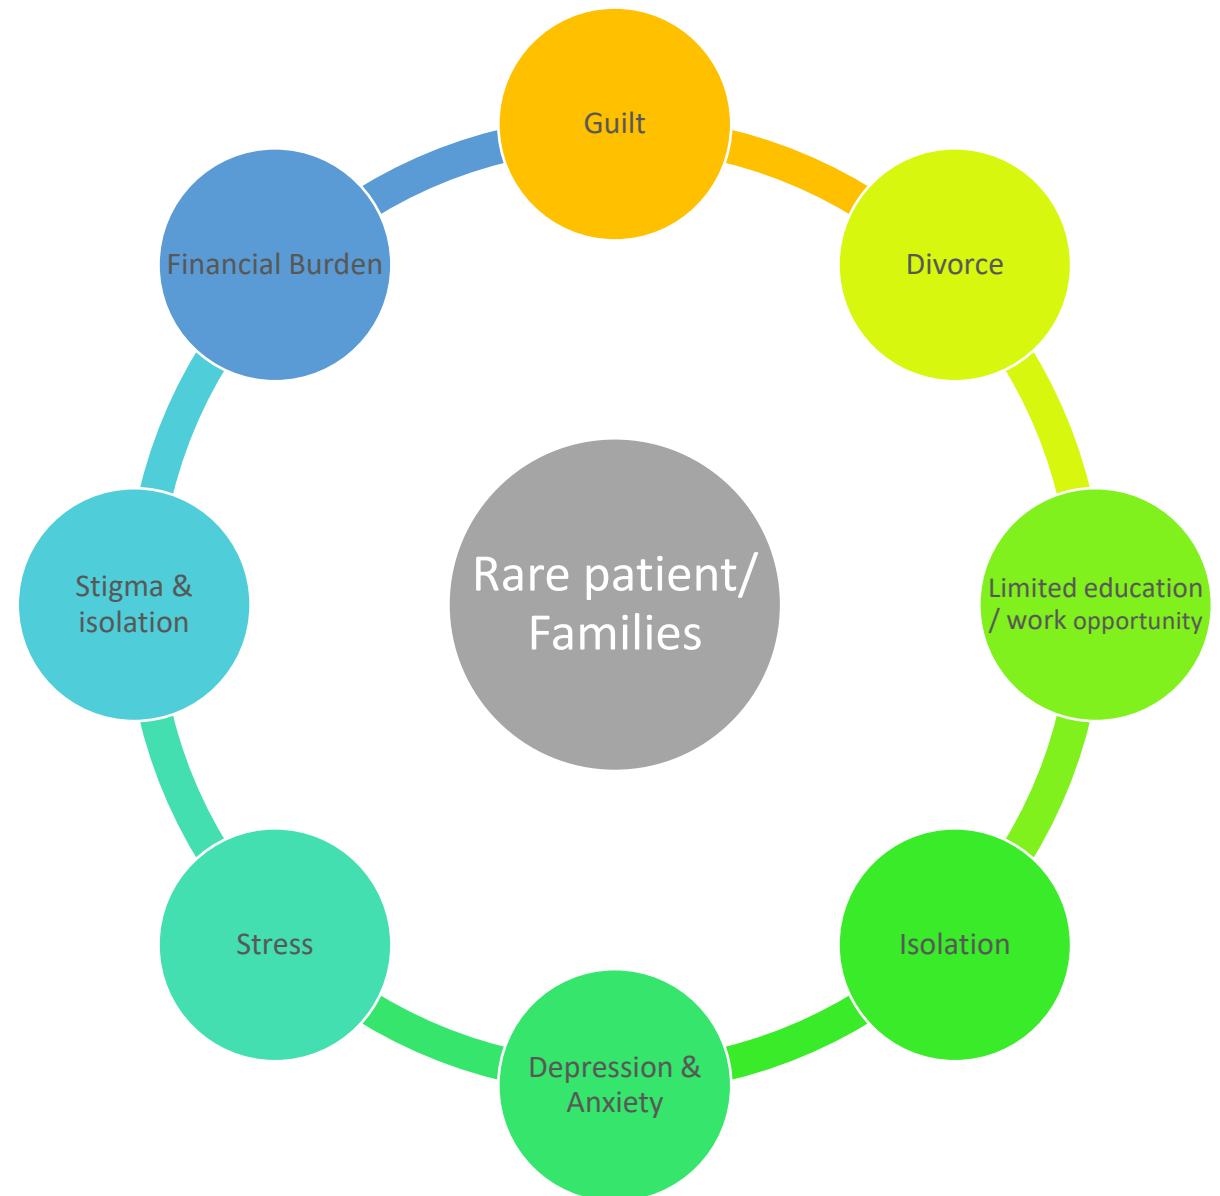 Guilt
Divorce
Limited education
/ work opportunity
Isolation
Depression &
Anxiety
Stress
Stigma &
isolation
Financial Burden
Rare patient/
Families